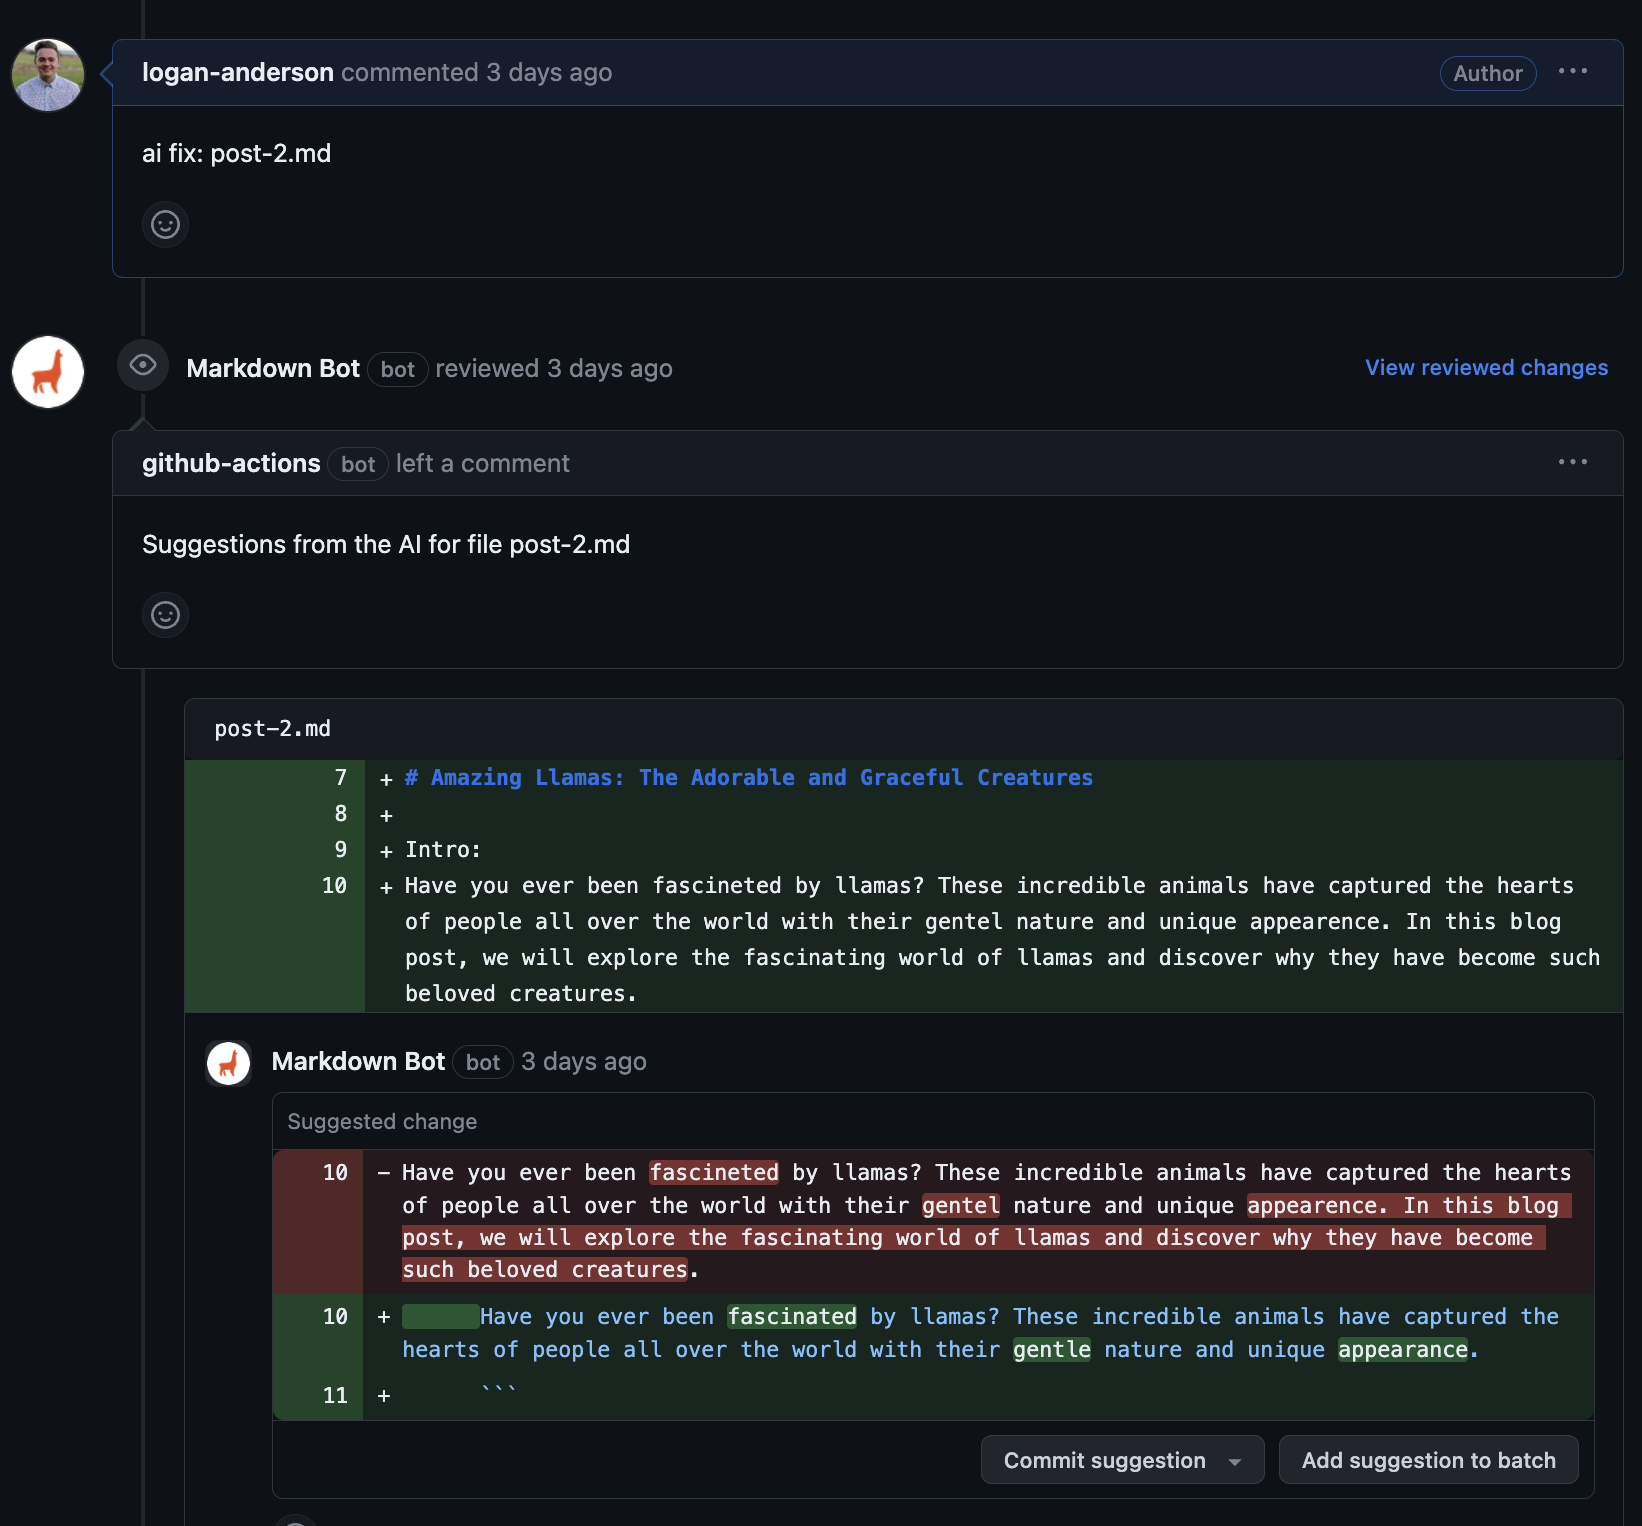 logan-anderson commented 3 days ago Author ...
ai fix: post-2.md
Markdown Bot bot reviewed 3 days ago View reviewed changes
github-actions bot left a comment ...
Suggestions from the AI for file post-2.md
post-2.md
7 + # Amazing Llamas: The Adorable and Graceful Creatures
8 +
9 + Intro:
10 + Have you ever been fascineted by llamas? These incredible animals have captured the hearts
of people all over the world with their gentel nature and unique appearence. In this blog
post, we will explore the fascinating world of llamas and discover why they have become such
beloved creatures.
Markdown Bot bot 3 days ago
Suggested change
10 - Have you ever been fascineted by llamas? These incredible animals have captured the hearts
of people all over the world with their gentel nature and unique appearence. In this blog
post, we will explore the fascinating world of llamas and discover why they have become
such beloved creatures.
10 + Have you ever been fascinated by llamas? These incredible animals have captured the
hearts of people all over the world with their gentle nature and unique appearance.
11 + ```
Commit suggestion Add suggestion to batch